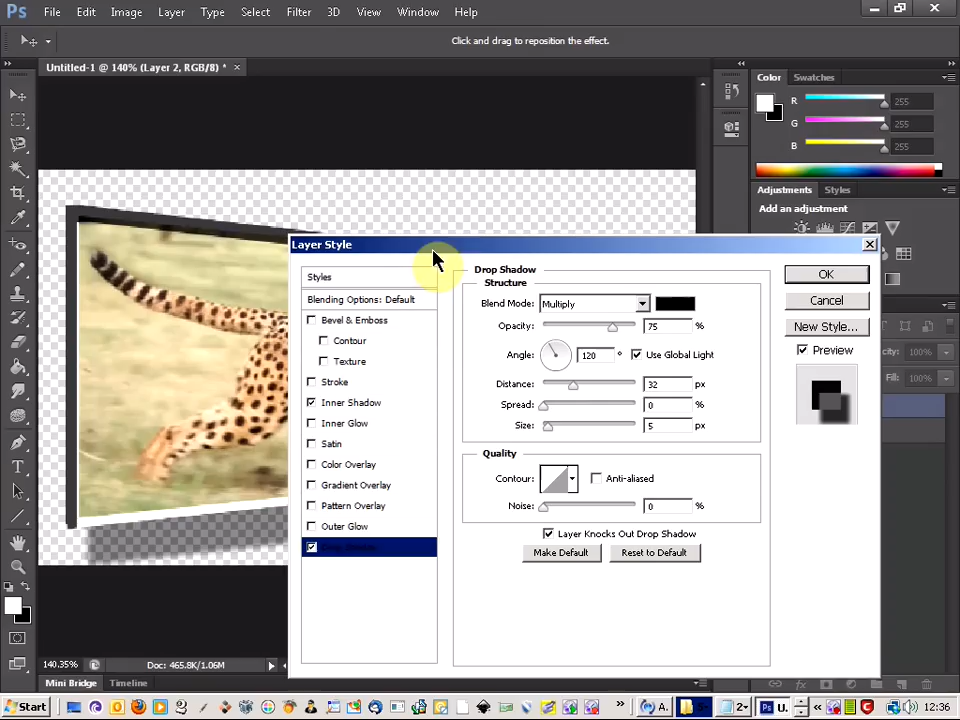 Ps File Edit Image Layer Type Select Filter 3D View Window Help
Click and drag to reposition the effect.
Untitled-1 @ 140% (Layer 2, RGB/8) * ×
Color Swatches
R 255
G 255
B 255
Adjustments Styles
Add an adjustment
Layer Style
Styles
Blending Options: Default
Bevel & Emboss
Contour
Texture
Stroke
Inner Shadow
Inner Glow
Satin
Color Overlay
Gradient Overlay
Pattern Overlay
Outer Glow
Drop Shadow
Structure
Blend Mode: Multiply
Opacity: 75 %
Angle: 120 ° Use Global Light
Distance: 32 px
Spread: 0 %
Size: 5 px
Quality
Contour: Anti-aliased
Noise: 0 %
Layer Knocks Out Drop Shadow
Make Default Reset to Default
OK
Cancel
New Style...
Preview
100%
Fill: 100%
140.35% Doc: 465.8K/1.06M
Mini Bridge Timeline
Start
A.
2
U.
12:36